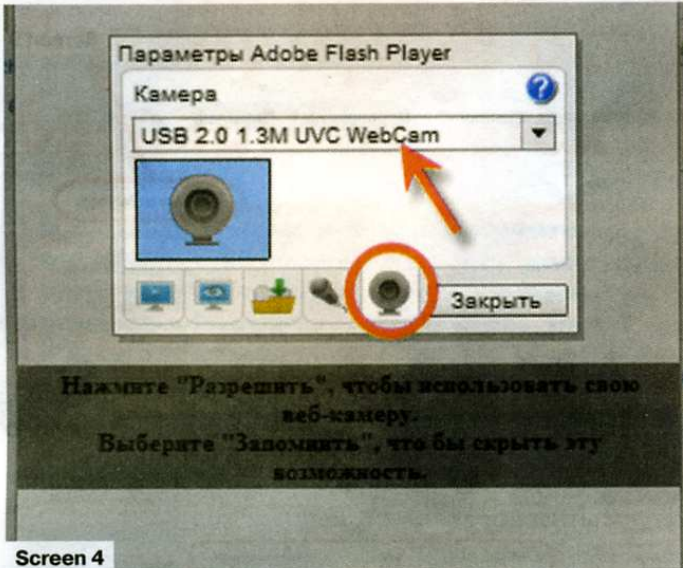 Параметры Adobe Flash Player
Камера
?
USB 2.0 1.3M UVC WebCam
Закрыть
Нажмите "Разрешить", чтобы использовать свою
веб-камеру.
Выберите "Запомнить", что бы скрыть эту
возможность.
Screen 4